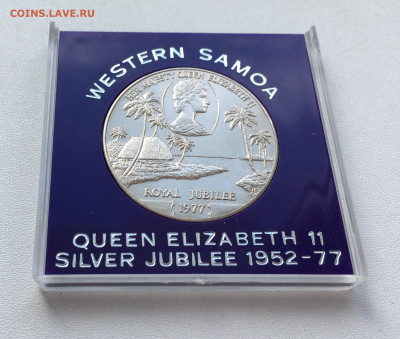 COINS.ЛАВЕ.RU
WESTERN SAMOA
HER MAJESTY QUEEN ELIZABETH II
ROYAL JUBILEE
1977
QUEEN ELIZABETH 11
SILVER JUBILEE 1952-77